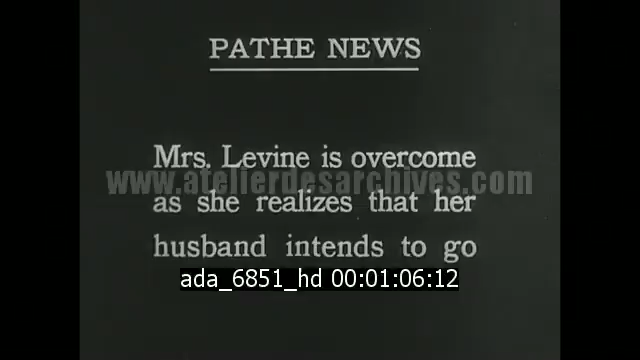 PATHE NEWS
Mrs. Levine is overcome
www.atelierdesarchives.com
as she realizes that her
husband intends to go
ada_6851_hd 00:01:06:12